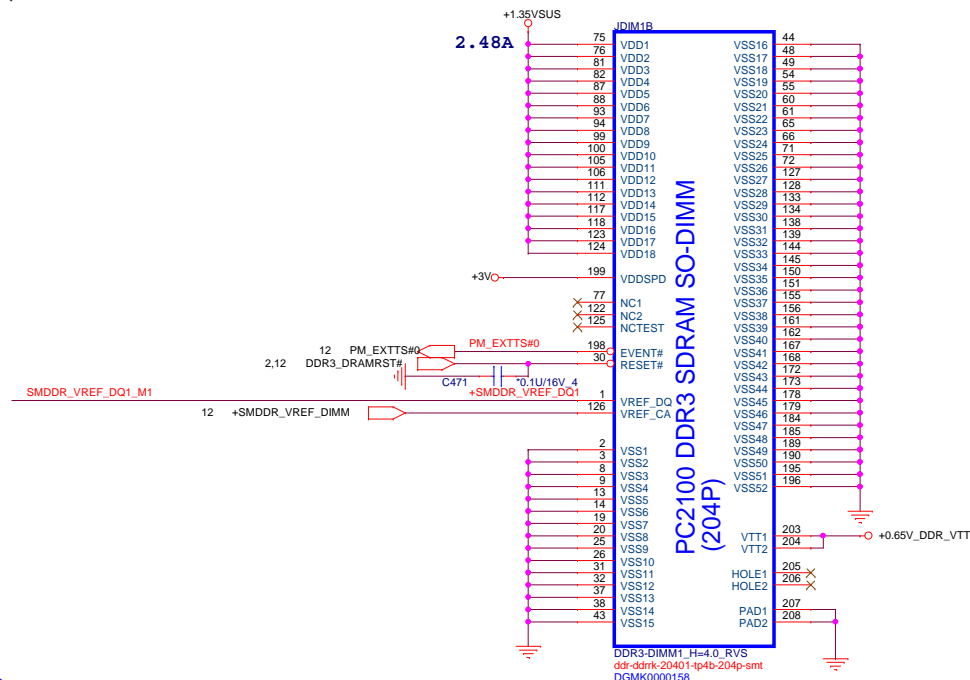 +1.35VSUS
2.48A
JDIM1B
75 VDD1
76 VDD2
81 VDD3
82 VDD4
87 VDD5
88 VDD6
93 VDD7
94 VDD8
99 VDD9
100 VDD10
105 VDD11
106 VDD12
111 VDD13
112 VDD14
117 VDD15
118 VDD16
123 VDD17
124 VDD18
+3V 199 VDDSPD
77 NC1
122 NC2
125 NCTEST
12 PM_EXTTS#0 PM_EXTTS#0 198 EVENT#
2,12 DDR3_DRAMRST# 30 RESET#
C471 *0.1U/16V_4
SMDDR_VREF_DQ1_M1 +SMDDR_VREF_DQ1 1 VREF_DQ
12 +SMDDR_VREF_DIMM 126 VREF_CA
2 VSS1
3 VSS2
8 VSS3
9 VSS4
13 VSS5
14 VSS6
19 VSS7
20 VSS8
25 VSS9
26 VSS10
31 VSS11
32 VSS12
37 VSS13
38 VSS14
43 VSS15
PC2100 DDR3 SDRAM SO-DIMM
(204P)
VSS16 44
VSS17 48
VSS18 49
VSS19 54
VSS20 55
VSS21 60
VSS22 61
VSS23 65
VSS24 66
VSS25 71
VSS26 72
VSS27 127
VSS28 128
VSS29 133
VSS30 134
VSS31 138
VSS32 139
VSS33 144
VSS34 145
VSS35 150
VSS36 151
VSS37 155
VSS38 156
VSS39 161
VSS40 162
VSS41 167
VSS42 168
VSS43 172
VSS44 173
VSS45 178
VSS46 179
VSS47 184
VSS48 185
VSS49 189
VSS50 190
VSS51 195
VSS52 196
VTT1 203 +0.65V_DDR_VTT
VTT2 204
HOLE1 205
HOLE2 206
PAD1 207
PAD2 208
DDR3-DIMM1_H=4.0_RVS
ddr-ddrrk-20401-tp4b-204p-smt
DGMK0000158